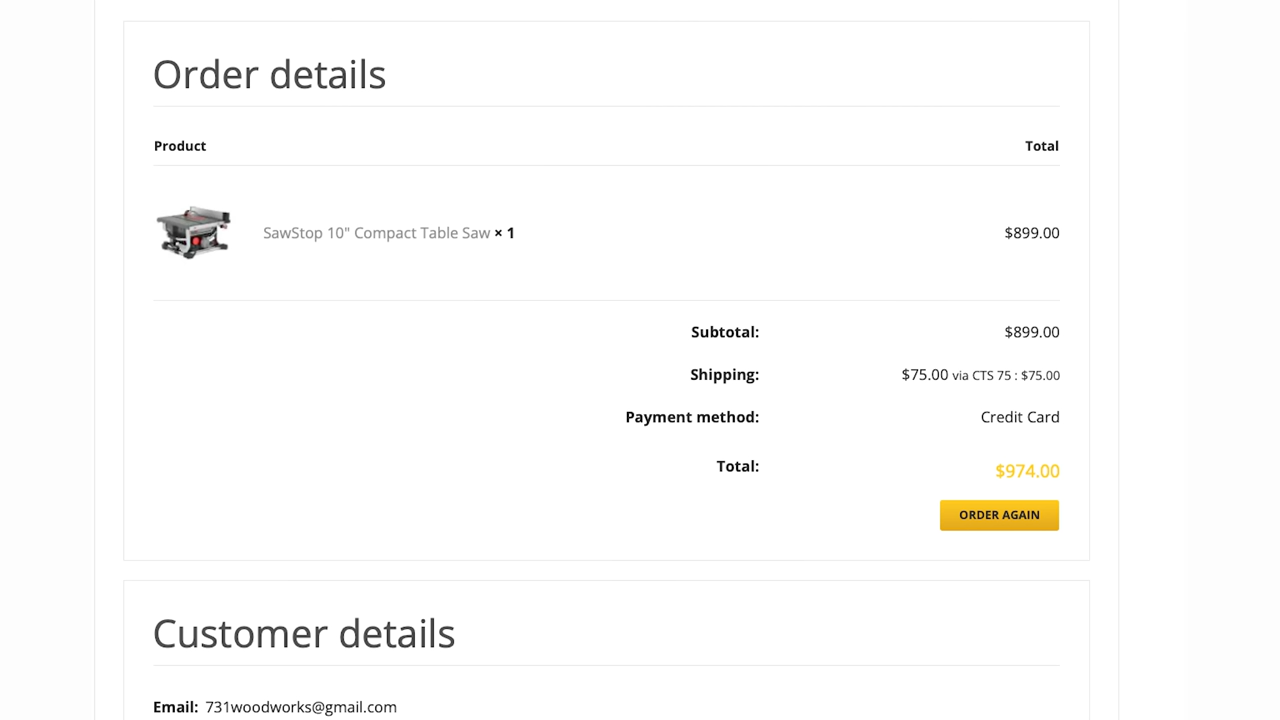 Order details
Product Total
SawStop 10" Compact Table Saw × 1 $899.00
Subtotal: $899.00
Shipping: $75.00 via CTS 75 : $75.00
Payment method: Credit Card
Total: $974.00
ORDER AGAIN
Customer details
Email: 731woodworks@gmail.com